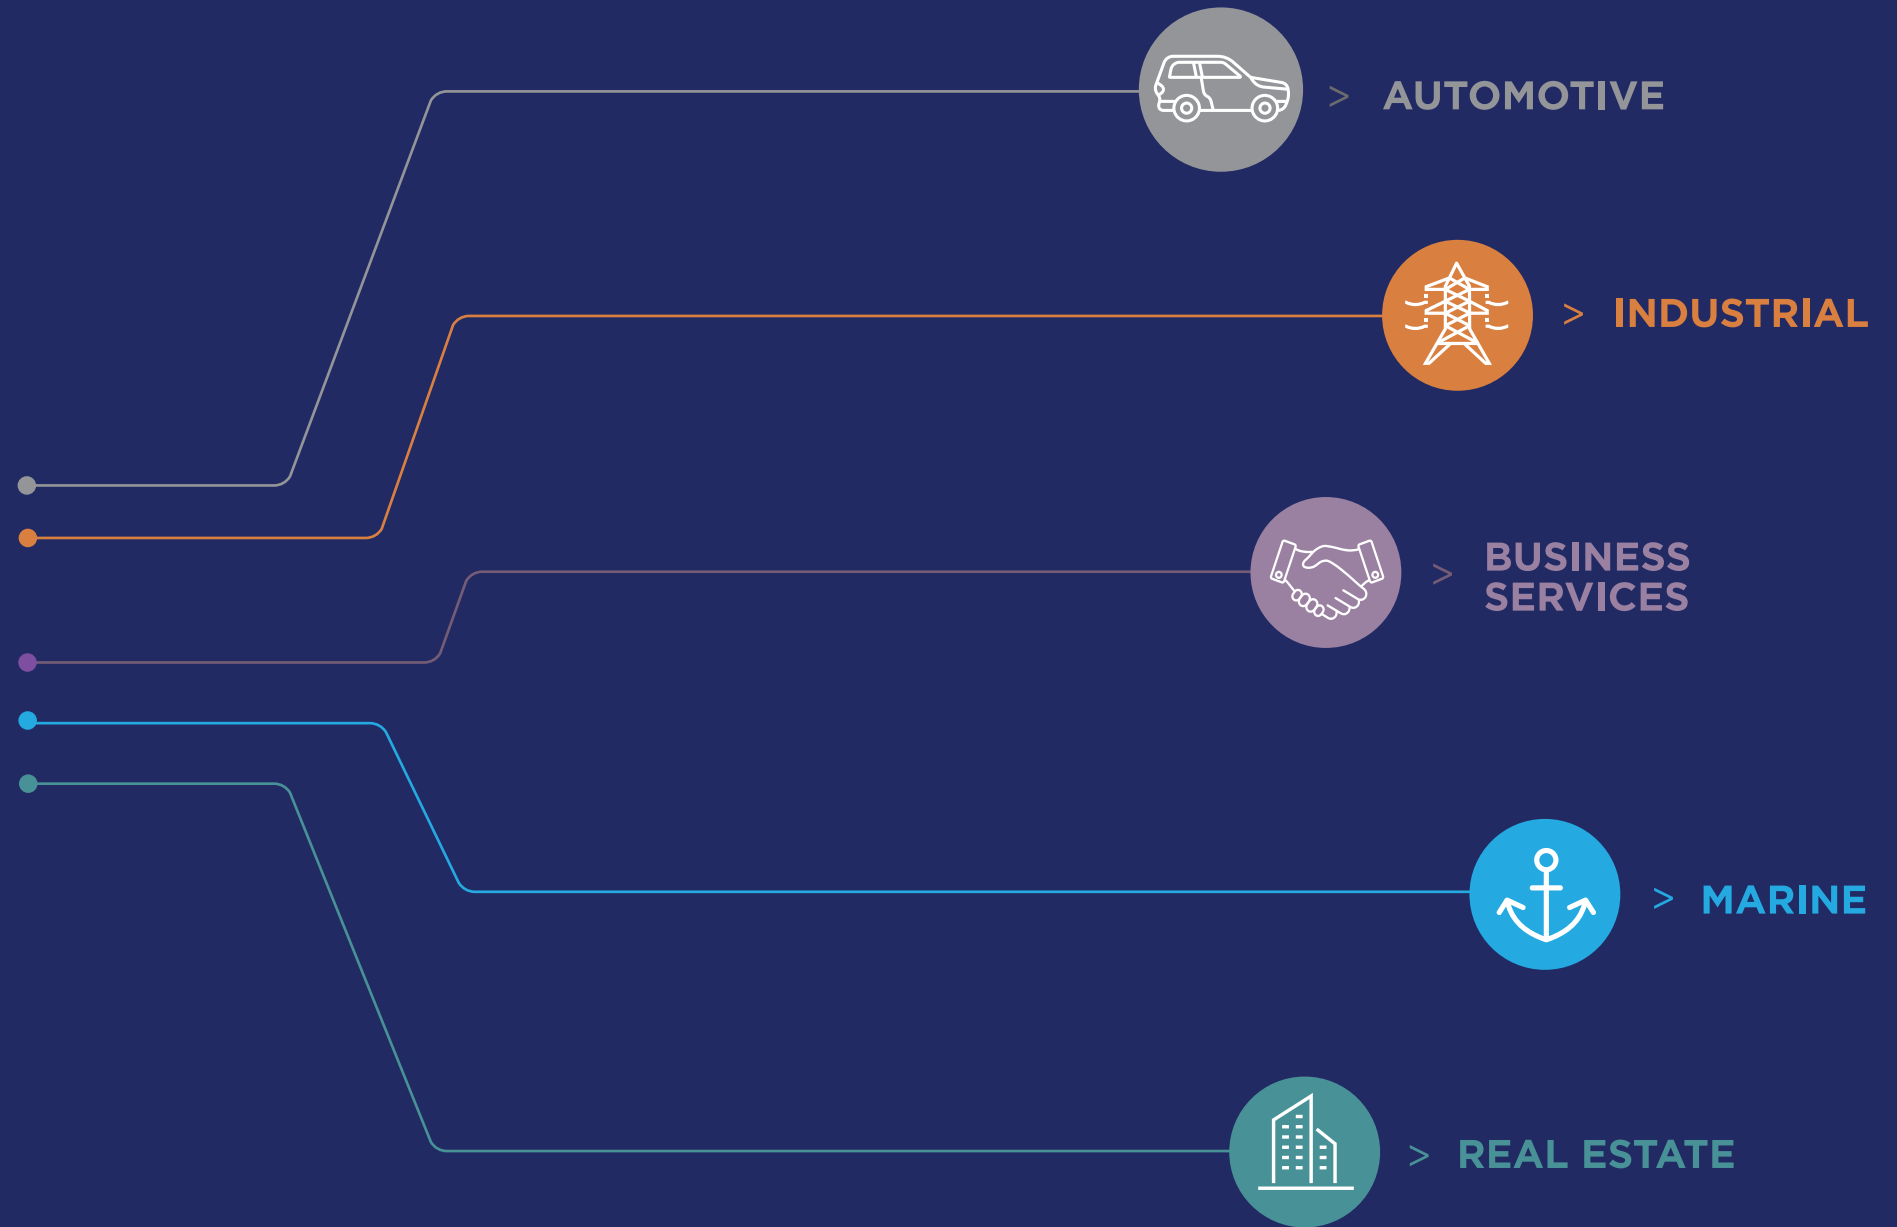 > AUTOMOTIVE
> INDUSTRIAL
> BUSINESS
SERVICES
> MARINE
> REAL ESTATE